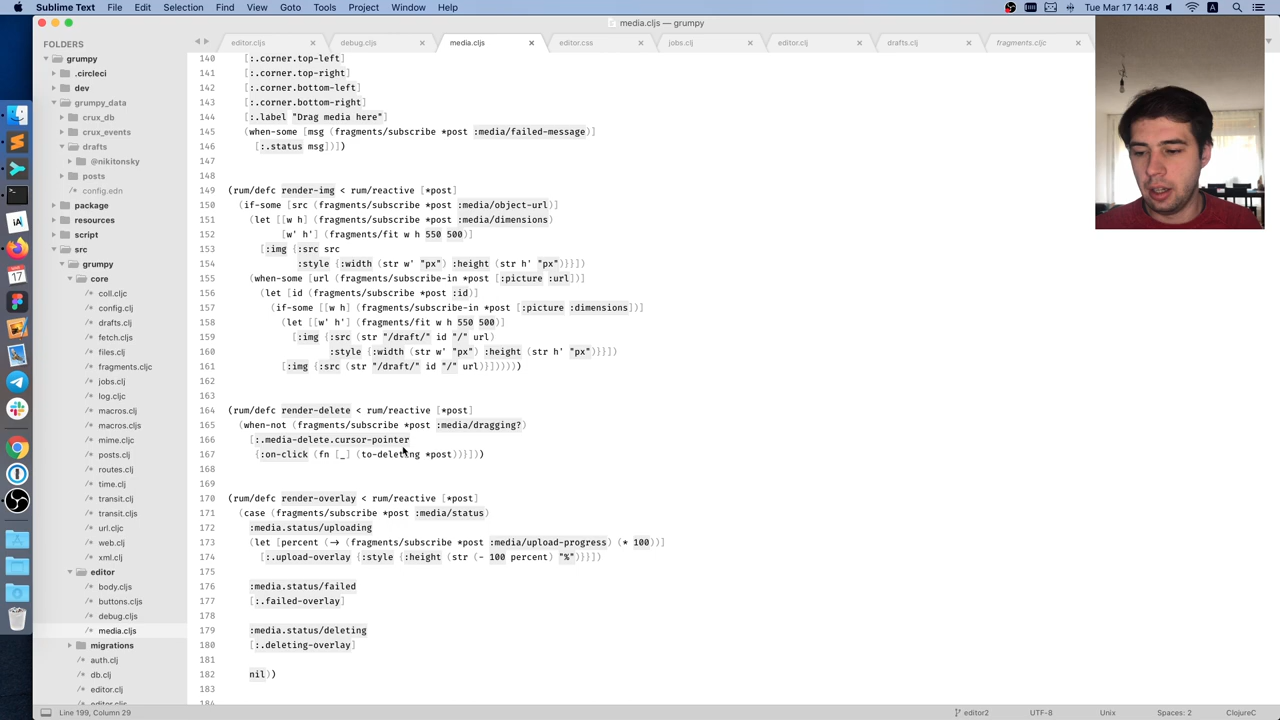 Sublime Text File Edit Selection Find View Goto Tools Project Window Help
Tue 17 Mar 14:48
media.cljs — grumpy
FOLDERS
grumpy
.circleci
dev
grumpy_data
crux_db
crux_events
drafts
@nikitonsky
posts
config.edn
package
resources
script
src
grumpy
core
coll.cljc
config.clj
drafts.clj
fetch.cljs
files.clj
fragments.cljc
jobs.clj
log.cljc
macros.clj
macros.cljs
mime.cljc
posts.clj
routes.clj
time.clj
transit.clj
transit.cljs
url.cljc
web.clj
xml.clj
editor
body.cljs
buttons.cljs
debug.cljs
media.cljs
migrations
auth.clj
db.clj
editor.clj
editor.cljs
editor.cljs debug.cljs media.cljs editor.css jobs.clj editor.clj drafts.clj fragments.cljc
140 [:.corner.top-left]
141 [:.corner.top-right]
142 [:.corner.bottom-left]
143 [:.corner.bottom-right]
144 [:.label "Drag media here"]
145 (when-some [msg (fragments/subscribe *post :media/failed-message)]
146 [:.status msg])])
147
148
149 (rum/defc render-img < rum/reactive [*post]
150 (if-some [src (fragments/subscribe *post :media/object-url)]
151 (let [[w h] (fragments/subscribe *post :media/dimensions)
152 [w' h'] (fragments/fit w h 550 500)]
153 [:img {:src src
154 :style {:width (str w' "px") :height (str h' "px")}}])
155 (when-some [url (fragments/subscribe-in *post [:picture :url])]
156 (let [id (fragments/subscribe *post :id)]
157 (if-some [[w h] (fragments/subscribe-in *post [:picture :dimensions])]
158 (let [[w' h'] (fragments/fit w h 550 500)]
159 [:img {:src (str "/draft/" id "/" url)
160 :style {:width (str w' "px") :height (str h' "px")}}])
161 [:img {:src (str "/draft/" id "/" url)}])))))
162
163
164 (rum/defc render-delete < rum/reactive [*post]
165 (when-not (fragments/subscribe *post :media/dragging?)
166 [:.media-delete.cursor-pointer
167 {:on-click (fn [_] (to-deleting *post))}]))
168
169
170 (rum/defc render-overlay < rum/reactive [*post]
171 (case (fragments/subscribe *post :media/status)
172 :media.status/uploading
173 (let [percent (-> (fragments/subscribe *post :media/upload-progress) (* 100))]
174 [:.upload-overlay {:style {:height (str (- 100 percent) "%")}}])
175
176 :media.status/failed
177 [:.failed-overlay]
178
179 :media.status/deleting
180 [:.deleting-overlay]
181
182 nil))
183
184
Line 199, Column 29
editor2 UTF-8 Unix Spaces: 2 ClojureC